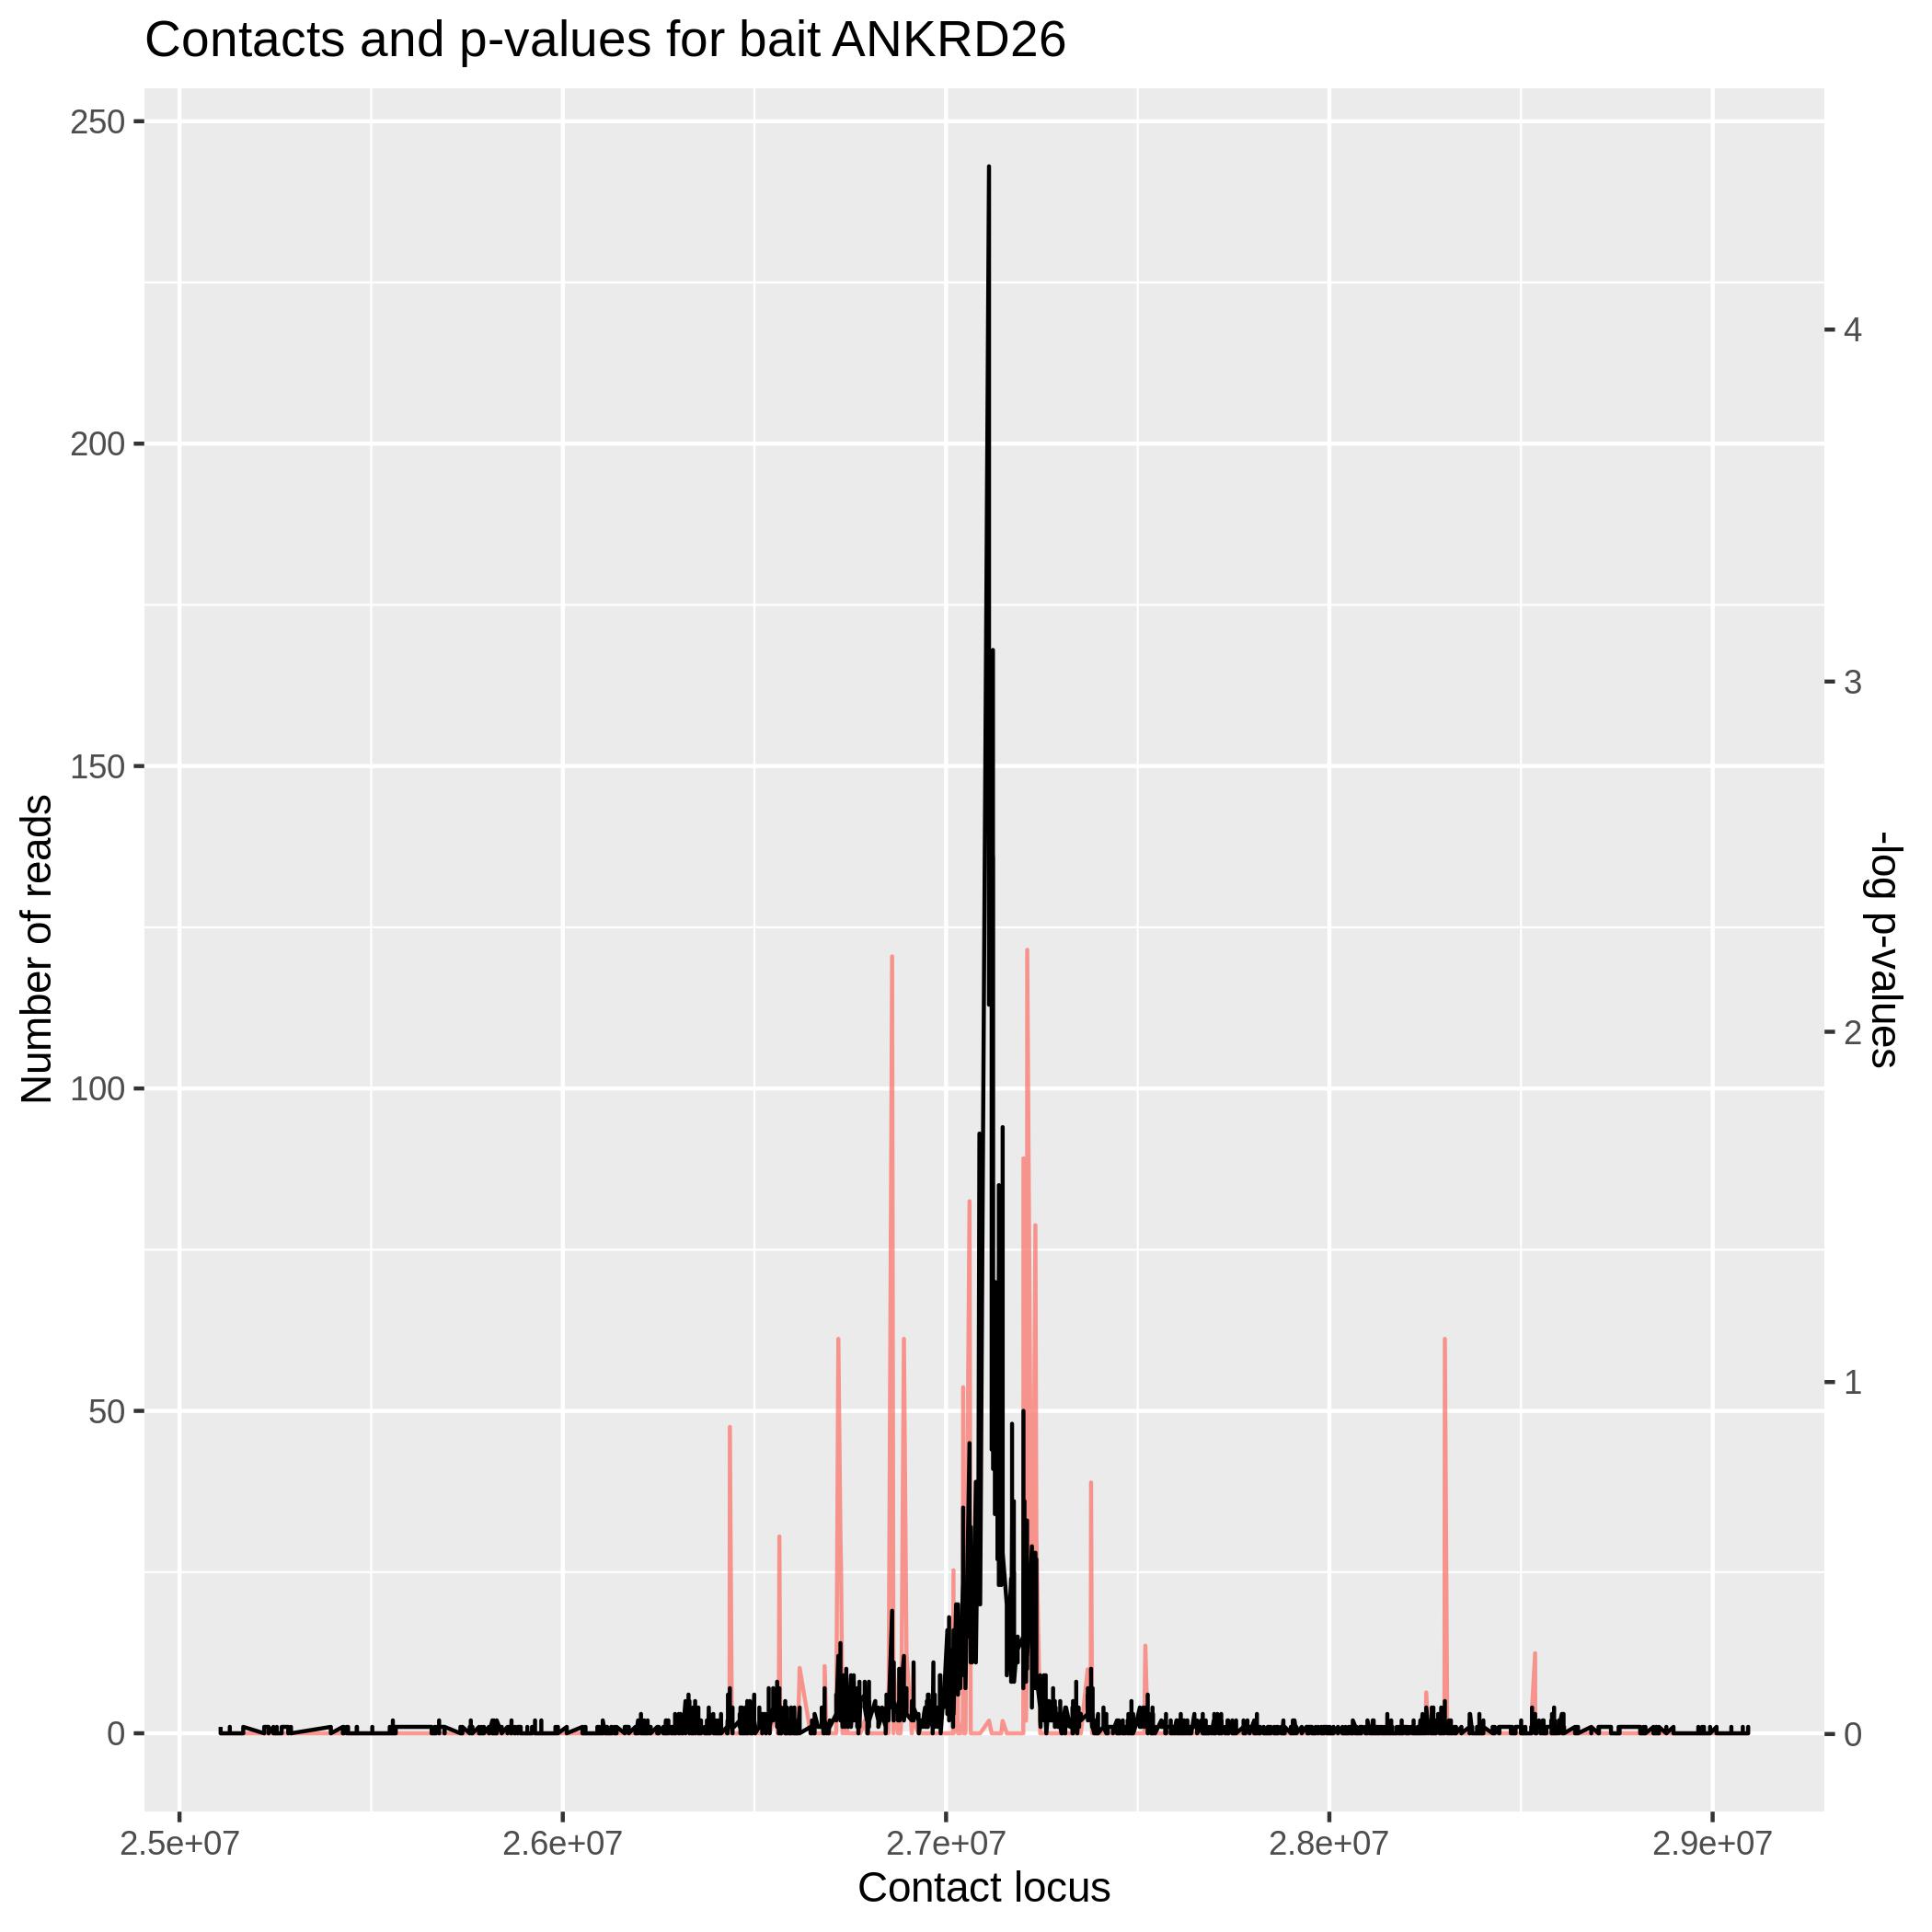 Contacts and p-values for bait ANKRD26
250
200
150
100
50
0
Number of reads
4
3
2
1
0
-log p-values
2.5e+07
2.6e+07
2.7e+07
2.8e+07
2.9e+07
Contact locus